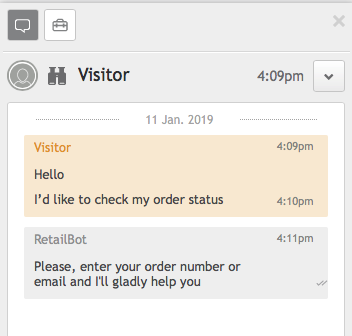 Visitor 4:09pm
11 Jan. 2019
Visitor 4:09pm
Hello
I'd like to check my order status 4:10pm
RetailBot 4:11pm
Please, enter your order number or
email and I'll gladly help you